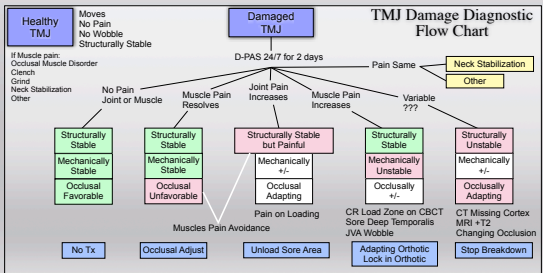 TMJ Damage Diagnostic
Flow Chart
Healthy
TMJ
Moves
No Pain
No Wobble
Structurally Stable
If Muscle pain:
Occlusal Muscle Disorder
Clench
Grind
Neck Stabilization
Other
Damaged
TMJ
D-PAS 24/7 for 2 days
Pain Same
Neck Stabilization
Other
No Pain
Joint or Muscle
Muscle Pain
Resolves
Joint Pain
Increases
Muscle Pain
Increases
Variable
???
Structurally
Stable
Mechanically
Stable
Occlusal
Favorable
No Tx
Structurally
Stable
Mechanically
Stable
Occlusal
Unfavorable
Muscles Pain Avoidance
Occlusal Adjust
Structurally Stable
but Painful
Mechanically
+/-
Occlusal
Adapting
Pain on Loading
Unload Sore Area
Structurally
Stable
Mechanically
Unstable
Occlusally
+/-
CR Load Zone on CBCT
Sore Deep Temporalis
JVA Wobble
Adapting Orthotic
Lock in Orthotic
Structurally
Unstable
Mechanically
+/-
Occlusally
Adapting
CT Missing Cortex
MRI +T2
Changing Occlusion
Stop Breakdown